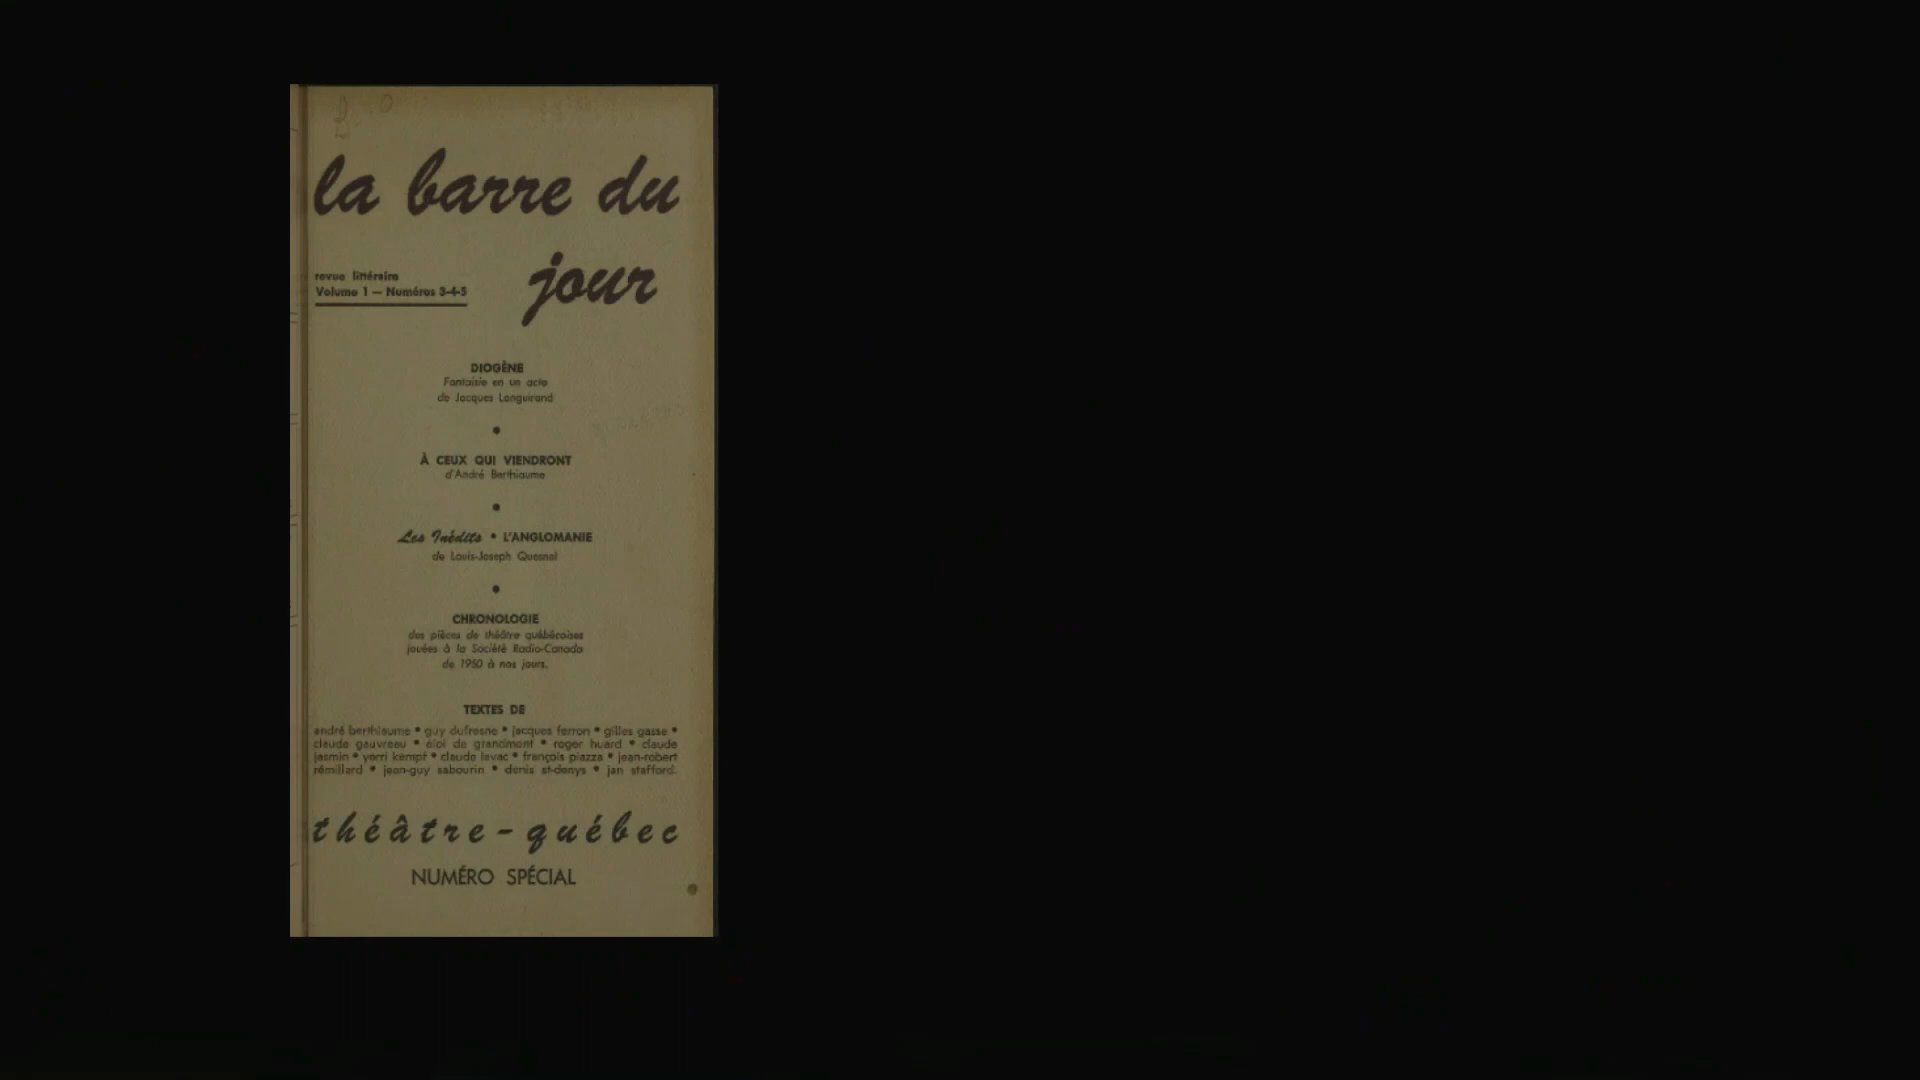 la barre du
jour
revue littéraire
Volume 1 — Numéros 3-4-5
DIOGÈNE
Fantaisie en un acte
de Jacques Languirand
•
À CEUX QUI VIENDRONT
d'André Berthiaume
•
Les Inédits • L'ANGLOMANIE
de Louis-Joseph Quesnel
•
CHRONOLOGIE
des pièces de théâtre québécoises
jouées à la Société Radio-Canada
de 1950 à nos jours.
TEXTES DE
andré berthiaume • guy dufresne • jacques ferron • gilles gasse •
claude gauvreau • éloi de grandmont • roger huard • claude
jasmin • yerri kempf • claude levac • françois piazza • jean-robert
rémillard • jean-guy sabourin • denis st-denys • jan stafford.
théâtre-québec
NUMÉRO SPÉCIAL